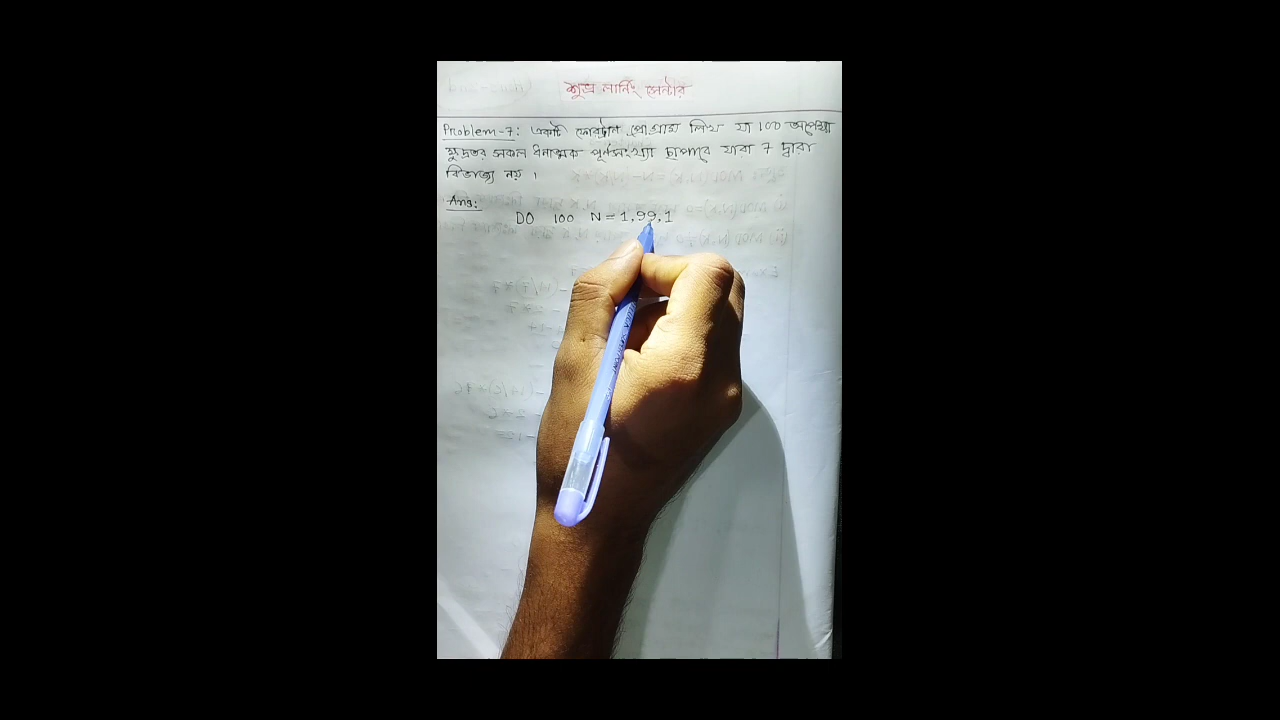 শুভ্র লার্নিং সেন্টার
Problem-7: একটি ফোরট্রান প্রোগ্রাম লিখ যা 100 অপেক্ষা
ক্ষুদ্রতর সকল ধনাত্মক পূর্ণসংখ্যা ছাপাবে যারা 7 দ্বারা
বিভাজ্য নয় ।
Ans:
DO 100 N = 1,99,1